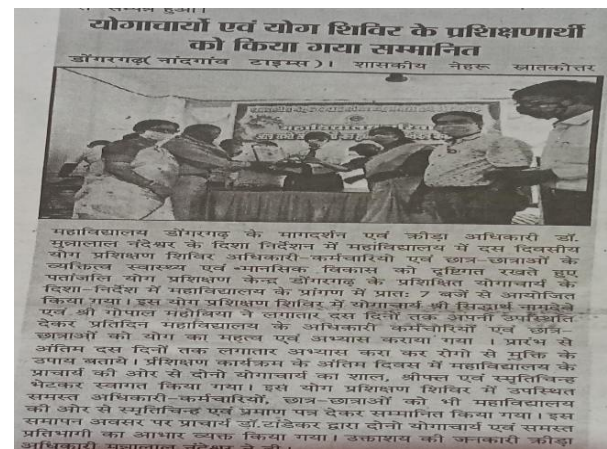 सम्पन्न हुआ।
योगाचार्यो एवं योग शिविर के प्रशिक्षणार्थी
को किया गया सम्मानित
डोंगरगढ़(नांदगांव टाइम्स)। शासकीय नेहरू स्नातकोत्तर
महाविद्यालय डोंगरगढ़ के मागदर्शन एवं क्रीड़ा अधिकारी डॉ.
मुन्नालाल नंदेश्वर के दिशा निर्देशन में महाविद्यालय में दस दिवसीय
योग प्रशिक्षण शिविर अधिकारी-कर्मचारियो एवं छात्र-छात्राओं के
व्यक्तित्व स्वास्थ्य एवं मानसिक विकास को दृष्टिगत रखते हुए
पतांजलि योग प्रशिक्षण केन्द्र डोंगरगढ़ के प्रशिक्षित योगाचार्य के
दिशा-निर्देश में महाविद्यालय के प्रांगण में प्रात. 7 बजे से आयोजित
किया गया। इस योग प्रशिक्षण शिविर में योगाचार्य श्री सिद्धार्थ नागदेवे
एवं श्री गोपाल महोबिया ने लगातार दस दिनों तक अपनी उपस्थिति
देकर प्रतिदिन महाविद्यालय के अधिकारी कर्मचारियों एवं छात्र-
छात्राओं को योग का महत्व एवं अभ्यास कराया गया । प्रारंभ से
अंतिम दस दिनों तक लगातार अभ्यास करा कर रोगो से मुक्ति के
उपाय बताये। प्रशिक्षण कार्यक्रम के अंतिम दिवस में महाविद्यालय के
प्राचार्य की ओर से दोनो योगाचार्य का शाल, श्रीफल एवं स्मृतिचिन्ह
भेटकर स्वागत किया गया। इस योग प्रशिक्षण शिविर में उपस्थित
समस्त अधिकारी-कर्मचारियों, छात्र-छात्राओं को भी महाविद्यालय
की ओर से स्मृतिचिन्ह एवं प्रमाण पत्र देकर सम्मानित किया गया। इस
समापन अवसर पर प्राचार्य डॉ.टांडेकर द्वारा दोनो योगाचार्य एवं समस्त
प्रतिभागी का आभार व्यक्त किया गया। उक्ताशय की जानकारी क्रीड़ा
अधिकारी मुन्नालाल नंदेश्वर ने दी।